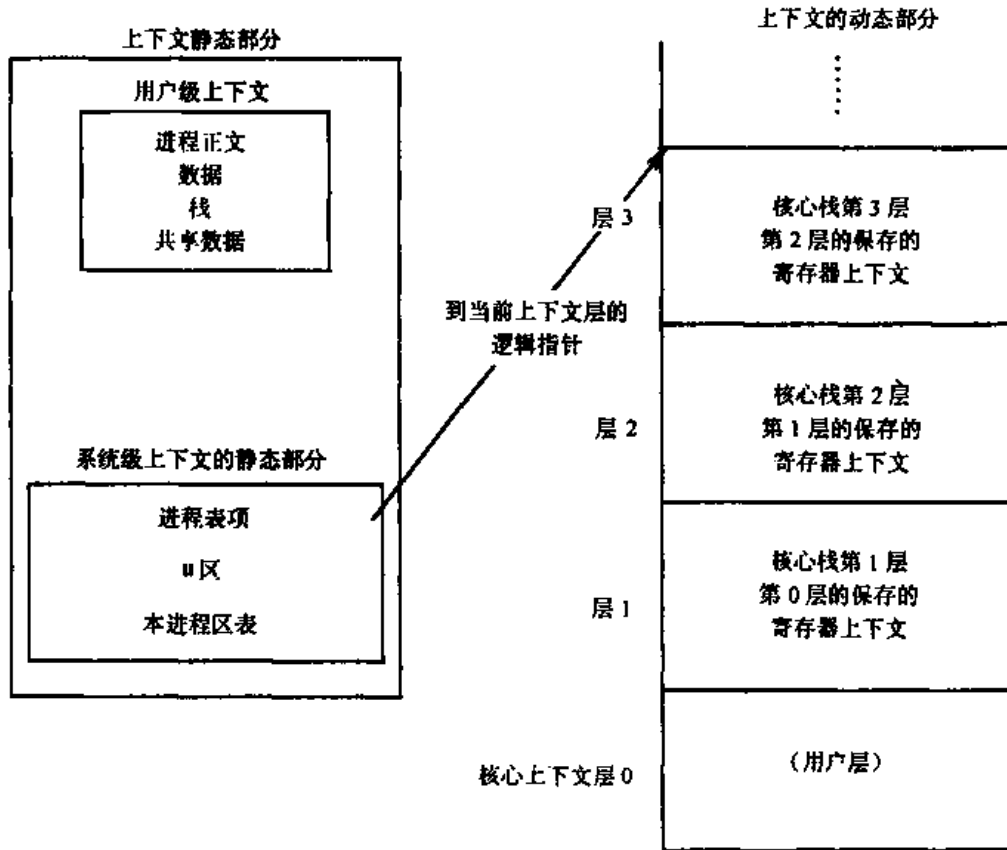 上下文静态部分
用户级上下文
进程正文
数据
栈
共享数据
系统级上下文的静态部分
进程表项
u区
本进程区表
到当前上下文层的
逻辑指针
上下文的动态部分
层 3
核心栈第 3 层
第 2 层的保存的
寄存器上下文
层 2
核心栈第 2 层
第 1 层的保存的
寄存器上下文
层 1
核心栈第 1 层
第 0 层的保存的
寄存器上下文
核心上下文层 0
(用户层)